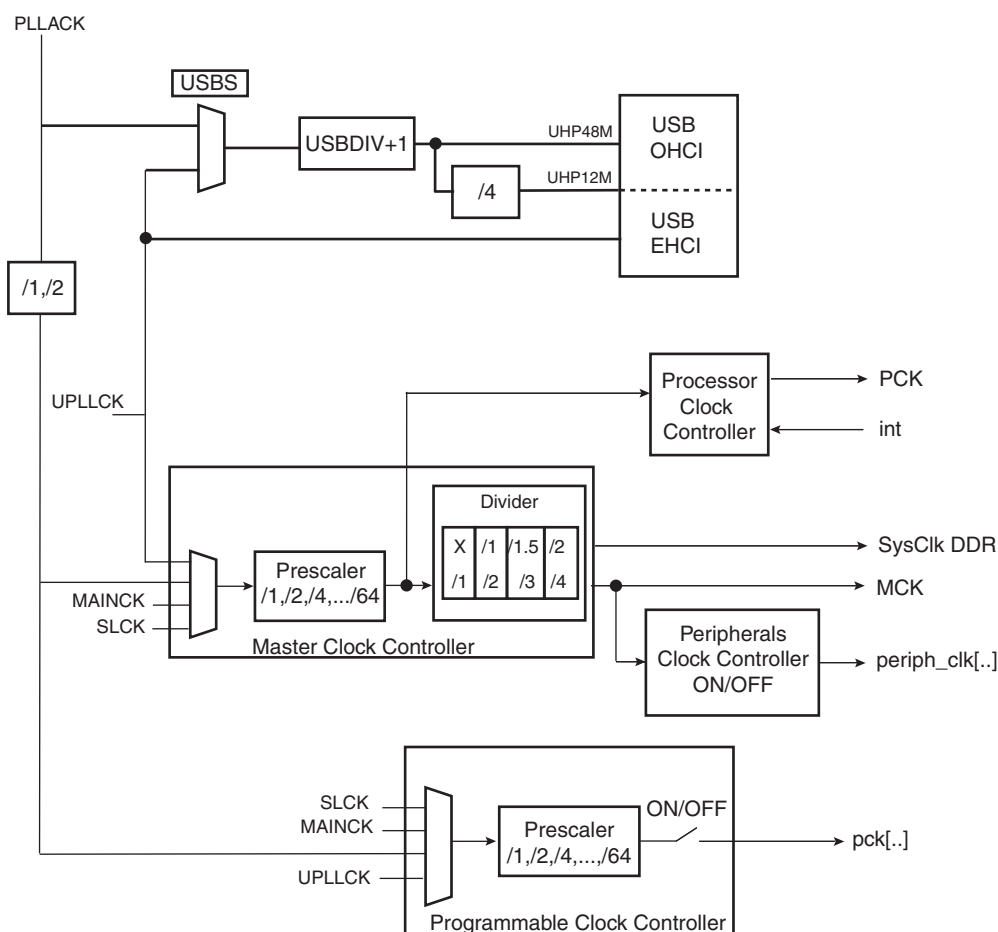 PLLACK
USBS
USBDIV+1
UHP48M
USB
OHCI
/4
UHP12M
USB
EHCI
/1,/2
UPLLCK
Processor
Clock
Controller
PCK
int
Divider
X /1 /1.5 /2
/1 /2 /3 /4
SysClk DDR
MCK
Prescaler
/1,/2,/4,.../64
MAINCK
SLCK
Master Clock Controller
Peripherals
Clock Controller
ON/OFF
periph_clk[..]
SLCK
MAINCK
UPLLCK
Prescaler
/1,/2,/4,...,/64
ON/OFF
pck[..]
Programmable Clock Controller